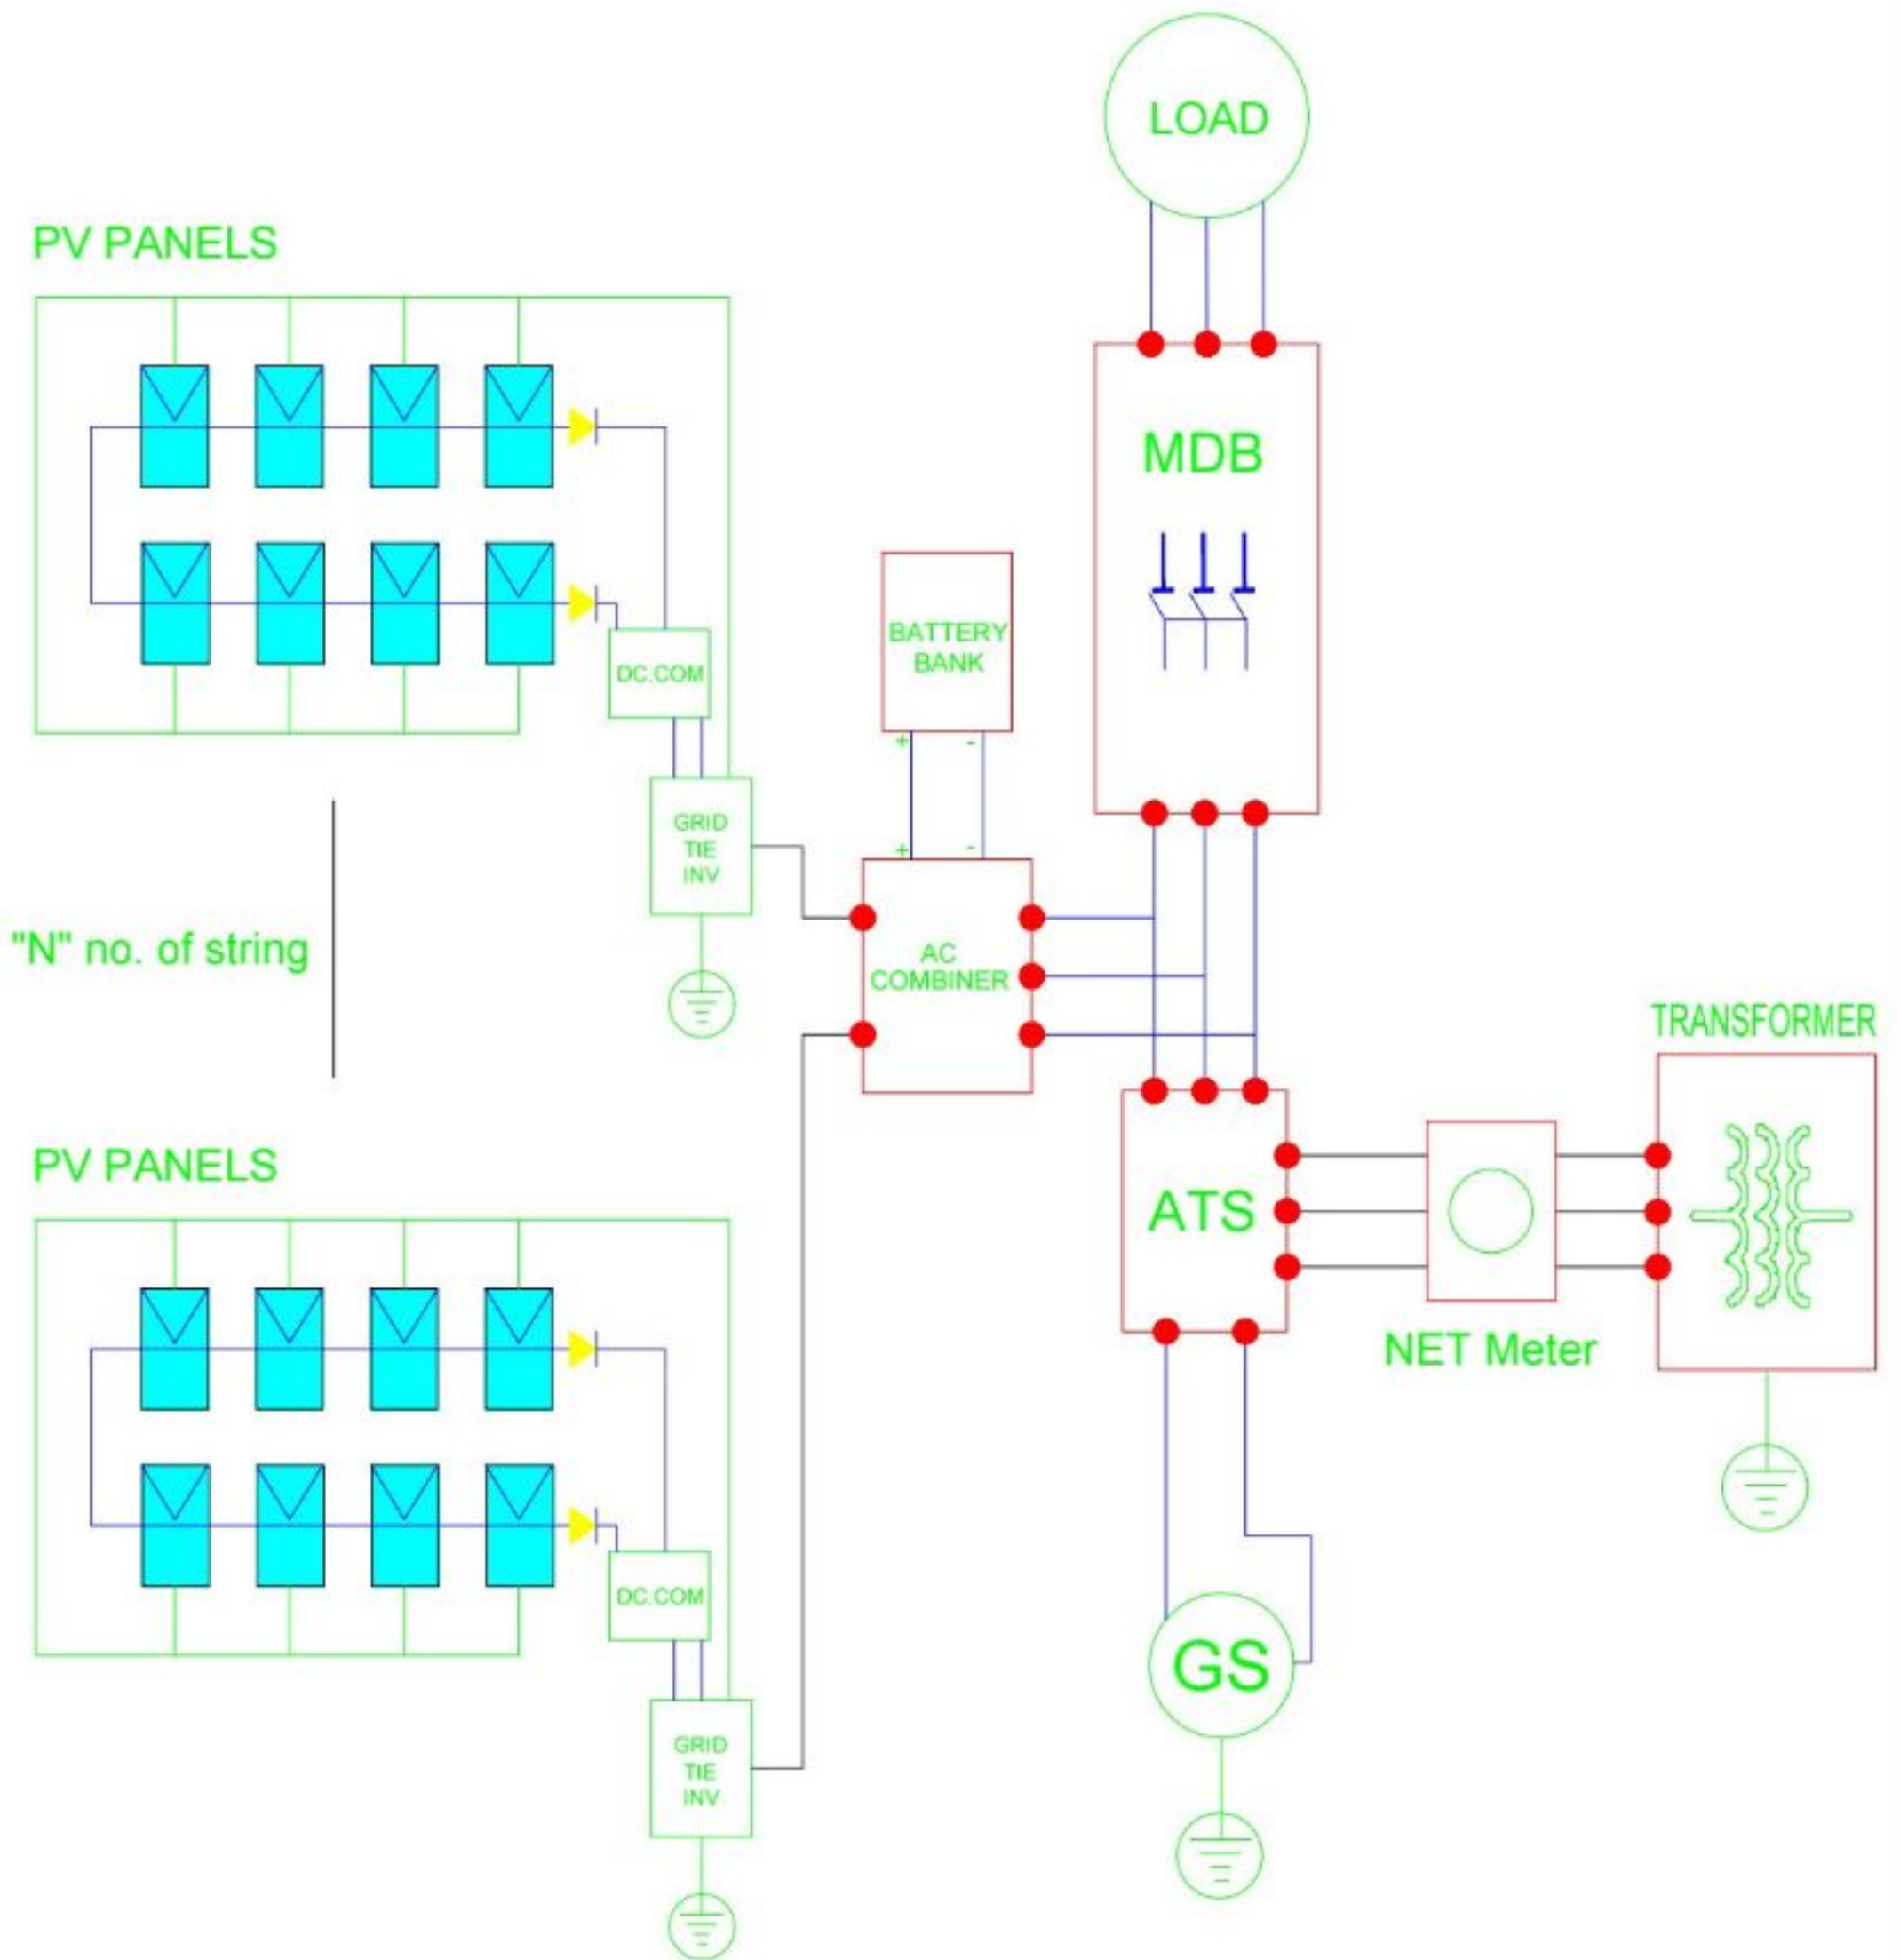 LOAD
PV PANELS
MDB
BATTERY
BANK
DC.COM
+ -
GRID
TIE
INV
+ -
"N" no. of string
AC
COMBINER
TRANSFORMER
PV PANELS
ATS
NET Meter
DC.COM
GS
GRID
TIE
INV